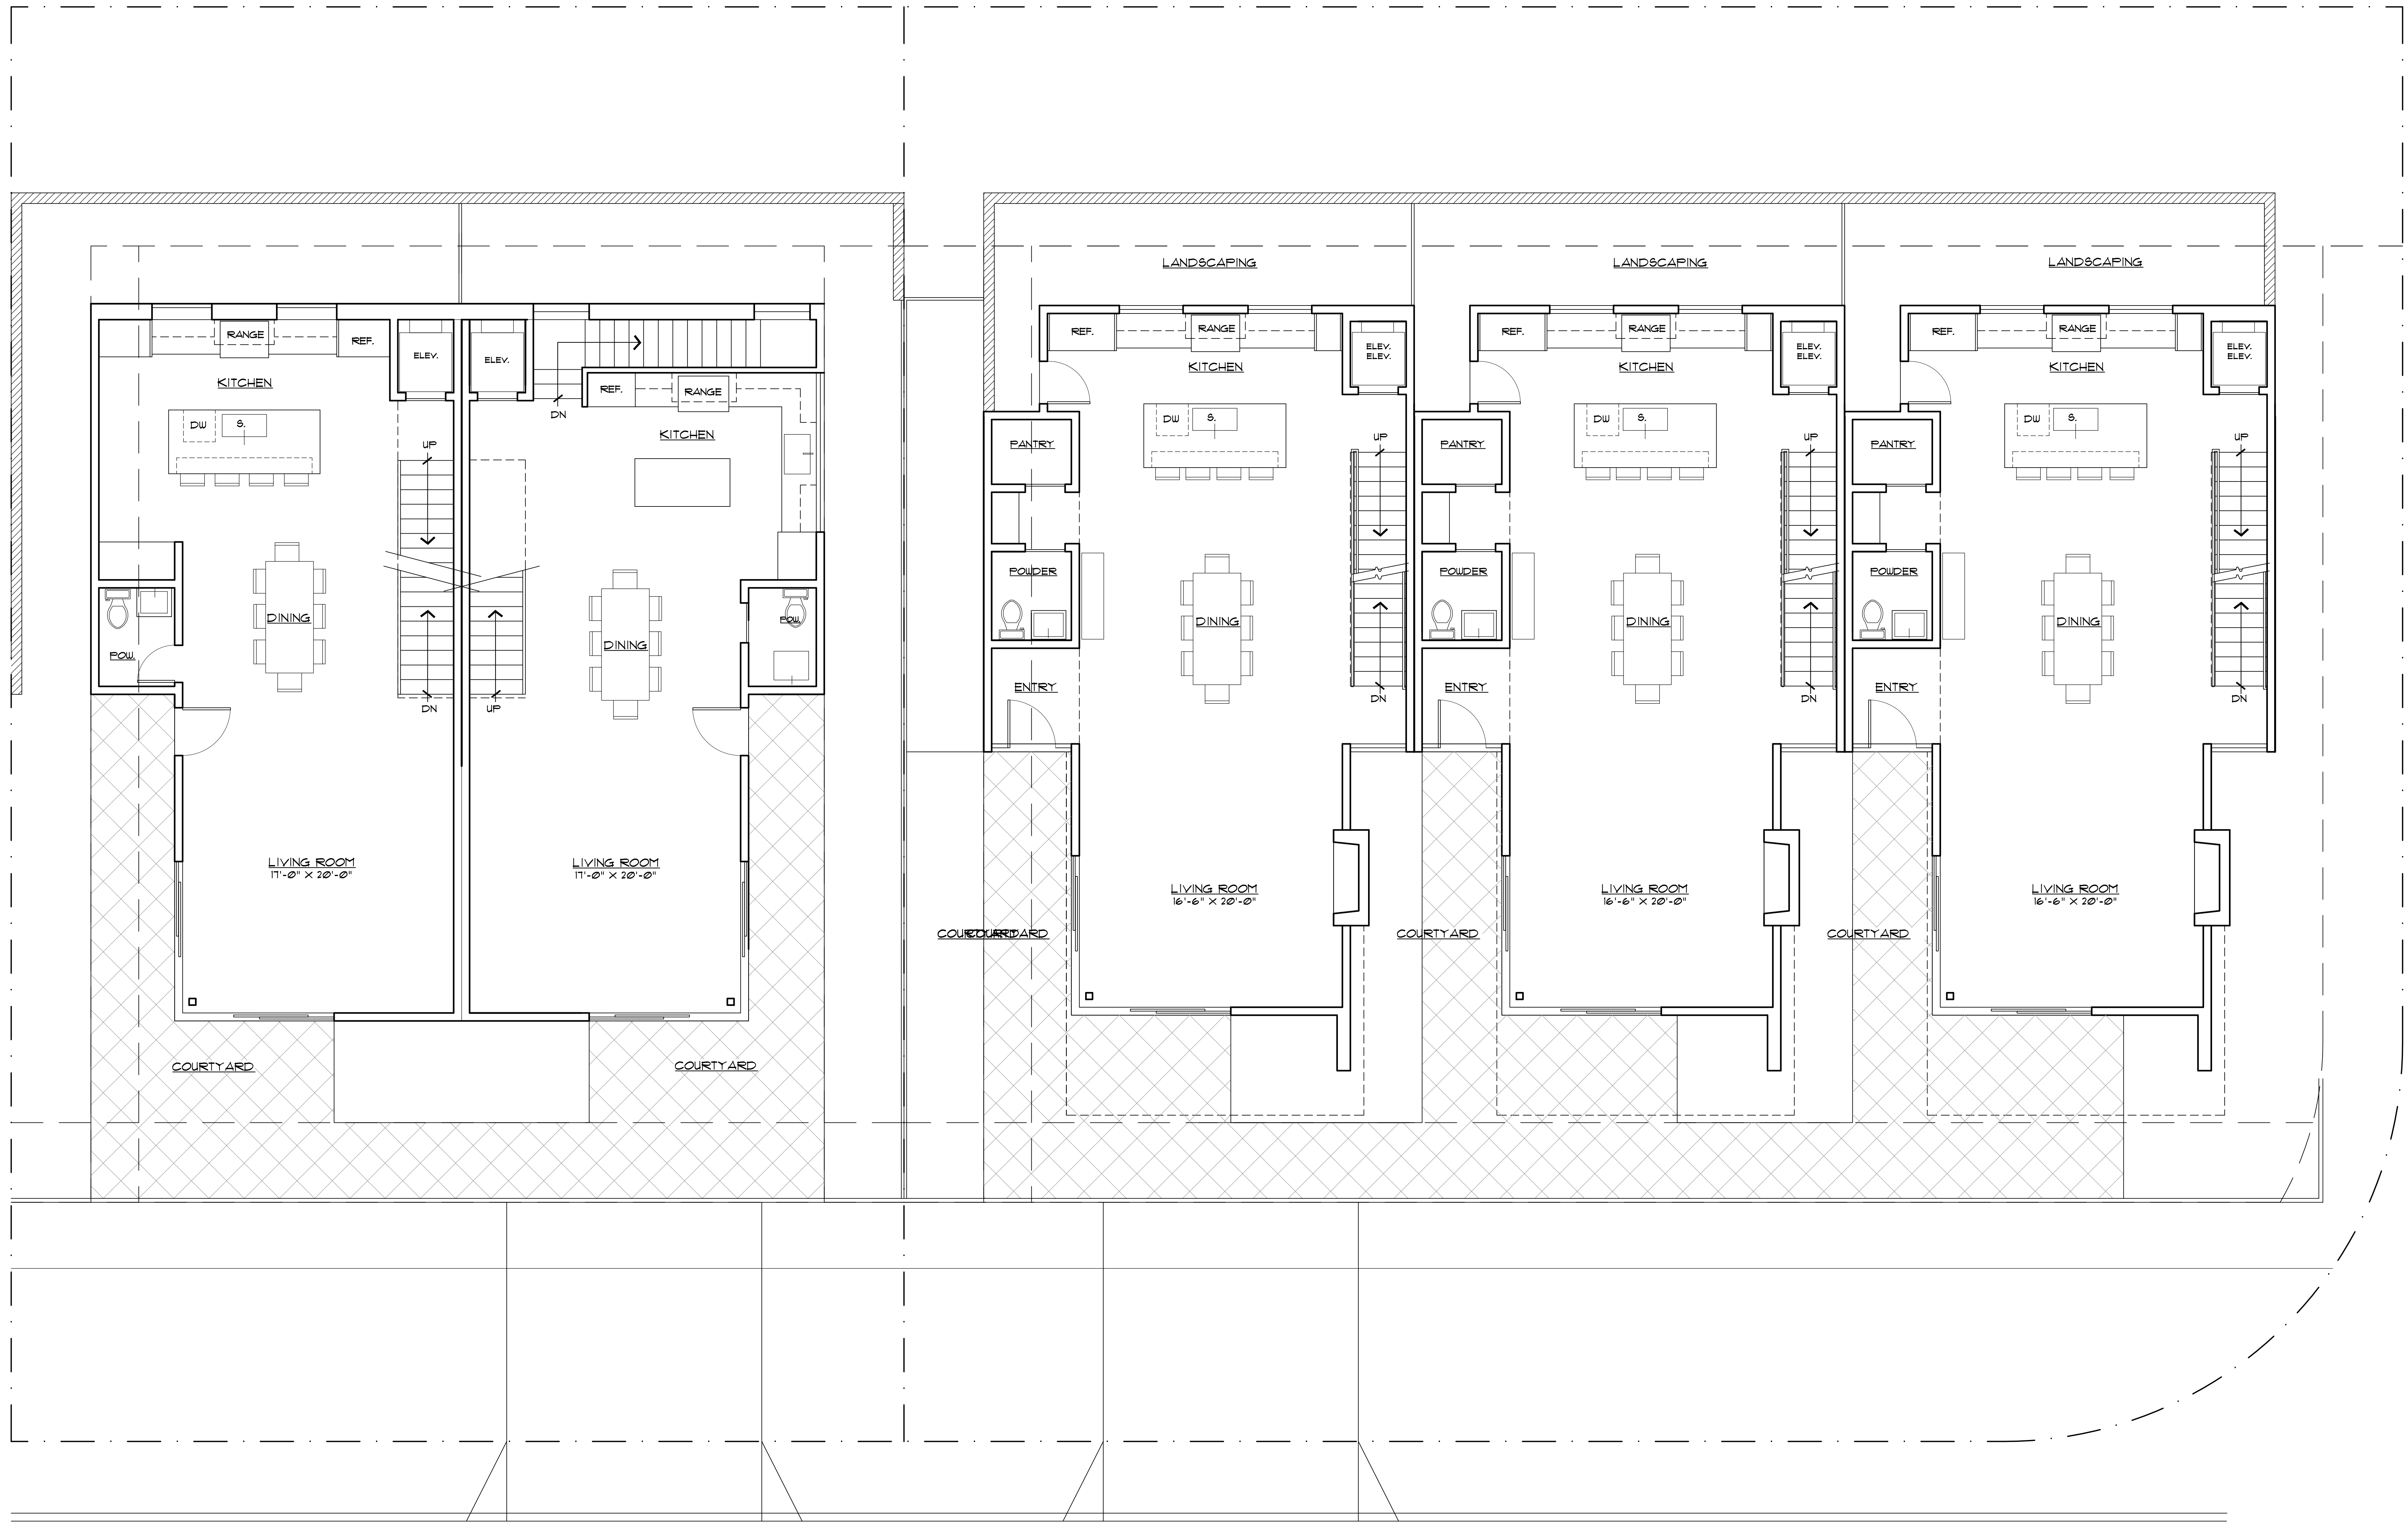 LANDSCAPING
LANDSCAPING
LANDSCAPING
RANGE
REF.
ELEV.
ELEV.
KITCHEN
DW
S.
UP
DN
REF.
RANGE
KITCHEN
DINING
POW.
DN
UP
DINING
POW.
LIVING ROOM
17'-0" X 20'-0"
LIVING ROOM
17'-0" X 20'-0"
COURTYARD
COURTYARD
REF.
RANGE
ELEV.
ELEV.
KITCHEN
DW
S.
PANTRY
UP
POWDER
DINING
ENTRY
DN
LIVING ROOM
16'-6" X 20'-0"
COURTYARD
COURTYARD
REF.
RANGE
ELEV.
ELEV.
KITCHEN
DW
S.
PANTRY
UP
POWDER
DINING
ENTRY
DN
LIVING ROOM
16'-6" X 20'-0"
COURTYARD
REF.
RANGE
ELEV.
ELEV.
KITCHEN
DW
S.
PANTRY
UP
POWDER
DINING
ENTRY
DN
LIVING ROOM
16'-6" X 20'-0"
COURTYARD